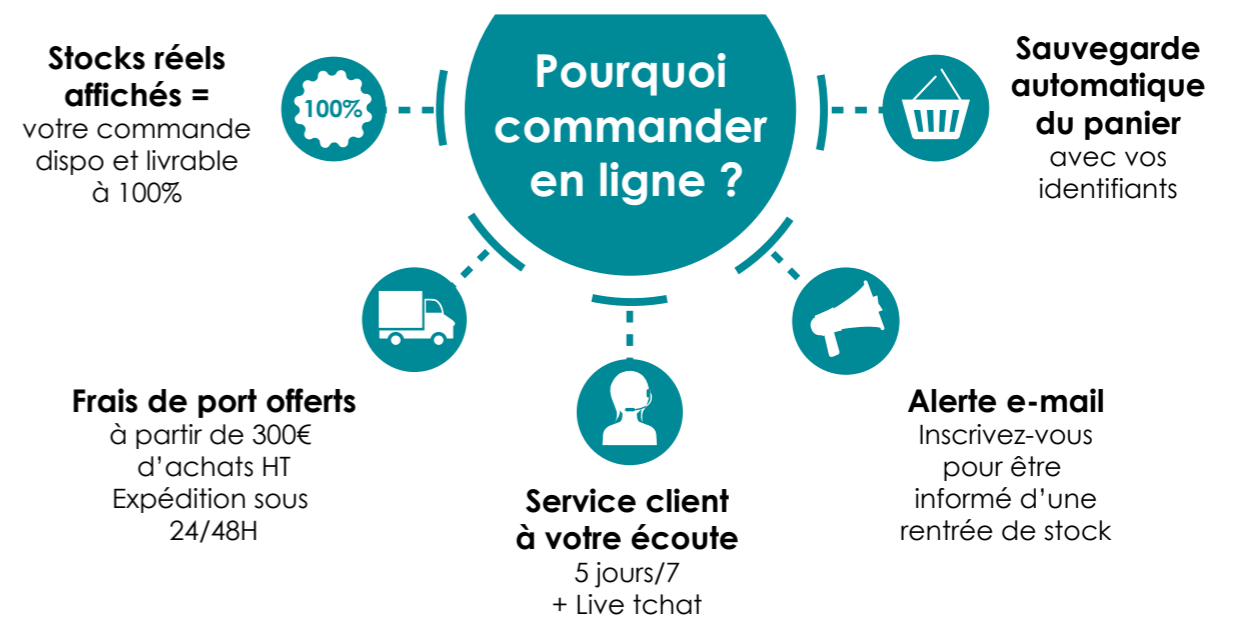 Pourquoi
commander
en ligne ?
Stocks réels
affichés =
votre commande
dispo et livrable
à 100%
100%
Frais de port offerts
à partir de 300€
d’achats HT
Expédition sous
24/48H
Service client
à votre écoute
5 jours/7
+ Live tchat
Alerte e-mail
Inscrivez-vous
pour être
informé d’une
rentrée de stock
Sauvegarde
automatique
du panier
avec vos
identifiants